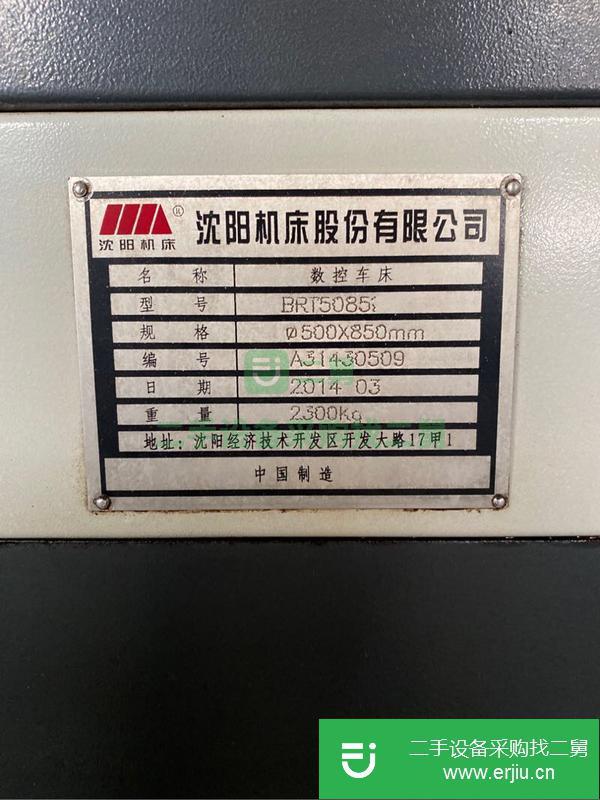 沈阳机床 ® 沈阳机床股份有限公司
名称 数控车床
型号
规格 Ø500X850mm
编号 A31430509
日期 2014 03
重量 2300Kg
地址: 沈阳经济技术开发区开发大路17甲1
中国制造
二手设备采购找二舅
www.erjiu.cn